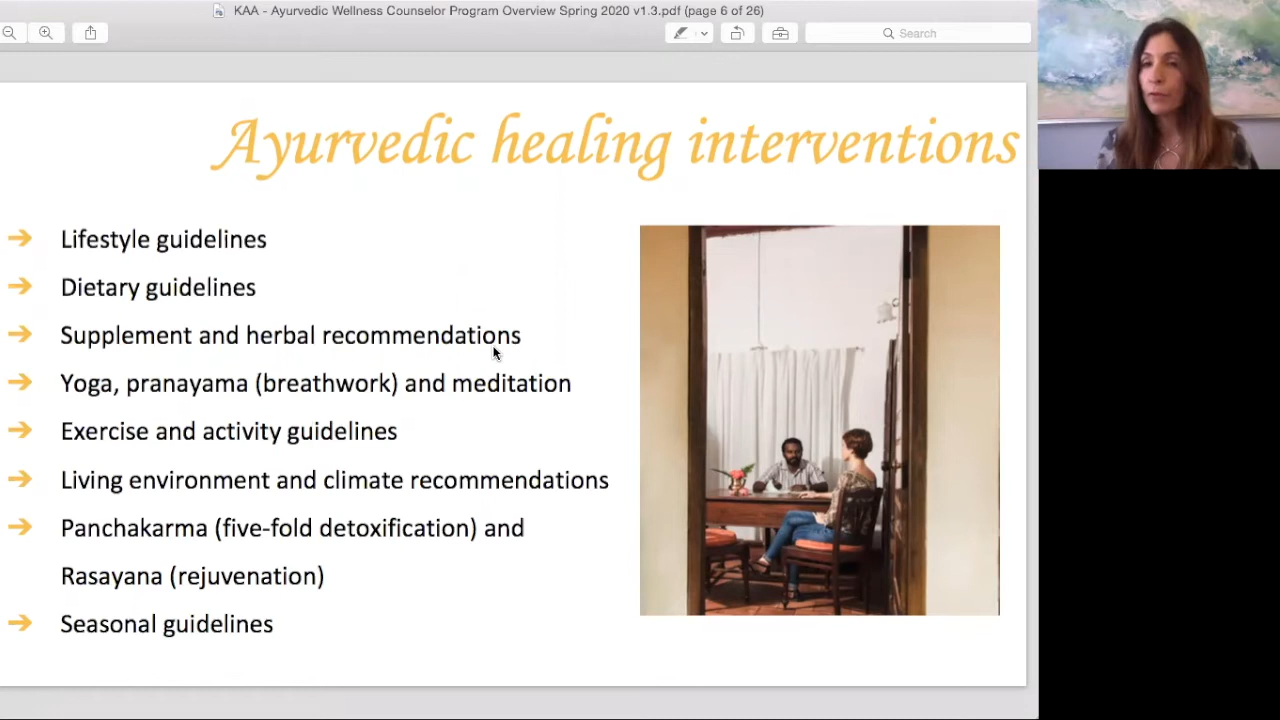 KAA - Ayurvedic Wellness Counselor Program Overview Spring 2020 v1.3.pdf (page 6 of 26)
Search
Ayurvedic healing interventions
➔ Lifestyle guidelines
➔ Dietary guidelines
➔ Supplement and herbal recommendations
➔ Yoga, pranayama (breathwork) and meditation
➔ Exercise and activity guidelines
➔ Living environment and climate recommendations
➔ Panchakarma (five-fold detoxification) and
Rasayana (rejuvenation)
➔ Seasonal guidelines